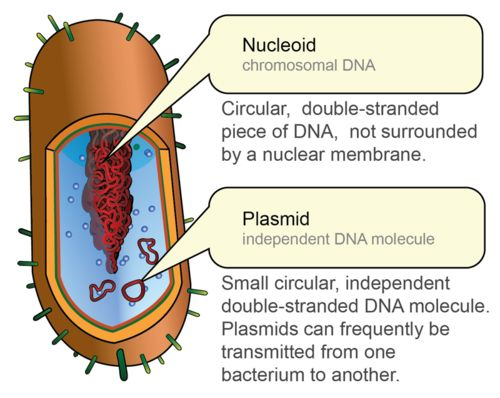 Nucleoid
chromosomal DNA
Circular, double-stranded
piece of DNA, not surrounded
by a nuclear membrane.
Plasmid
independent DNA molecule
Small circular, independent
double-stranded DNA molecule.
Plasmids can frequently be
transmitted from one
bacterium to another.